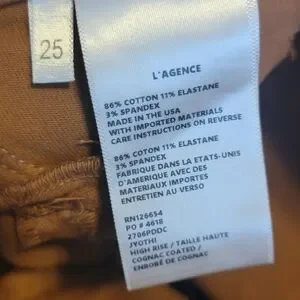 25
L'AGENCE
86% COTTON 11% ELASTANE
3% SPANDEX
MADE IN THE USA
WITH IMPORTED MATERIALS
CARE INSTRUCTIONS ON REVERSE
86% COTTON 11% ELASTANE
3% SPANDEX
FABRIQUE DANS LA ETATS-UNIS
D'AMERIQUE AVEC DES
MATERIAUX IMPORTES
ENTRETIEN AU VERSO
RN126654
PO # 4618
2706PDDC
JYOTHI
HIGH RISE / TAILLE HAUTE
COGNAC COATED /
ENROBÉ DE COGNAC